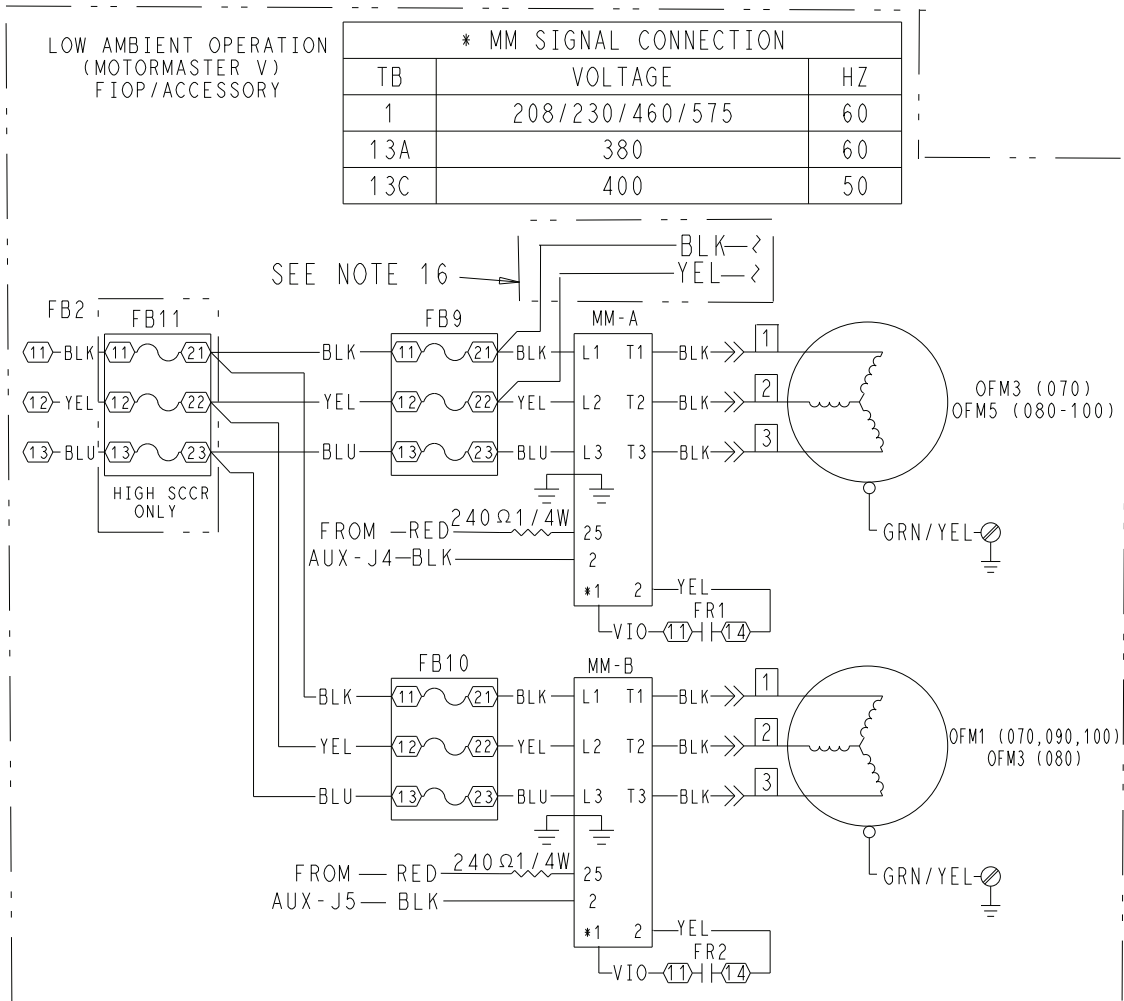 LOW AMBIENT OPERATION
(MOTORMASTER V)
FIOP/ACCESSORY
* MM SIGNAL CONNECTION
TB VOLTAGE HZ
1 208/230/460/575 60
13A 380 60
13C 400 50
SEE NOTE 16
BLK
YEL
FB2 FB11 FB9 MM-A
11 BLK 11 21 BLK 11 21 BLK L1 T1 BLK 1
12 YEL 12 22 YEL 12 22 YEL L2 T2 BLK 2
13 BLU 13 23 BLU 13 23 BLU L3 T3 BLK 3
OFM3 (070)
OFM5 (080-100)
HIGH SCCR
ONLY
FROM RED 240 Ω 1/4W 25
AUX-J4 BLK 2
GRN/YEL
*1 2 YEL
FR1
VIO 11 14
FB10 MM-B
BLK 11 21 BLK L1 T1 BLK 1
YEL 12 22 YEL L2 T2 BLK 2
BLU 13 23 BLU L3 T3 BLK 3
OFM1 (070,090,100)
OFM3 (080)
FROM RED 240 Ω 1/4W 25
AUX-J5 BLK 2
GRN/YEL
*1 2 YEL
FR2
VIO 11 14